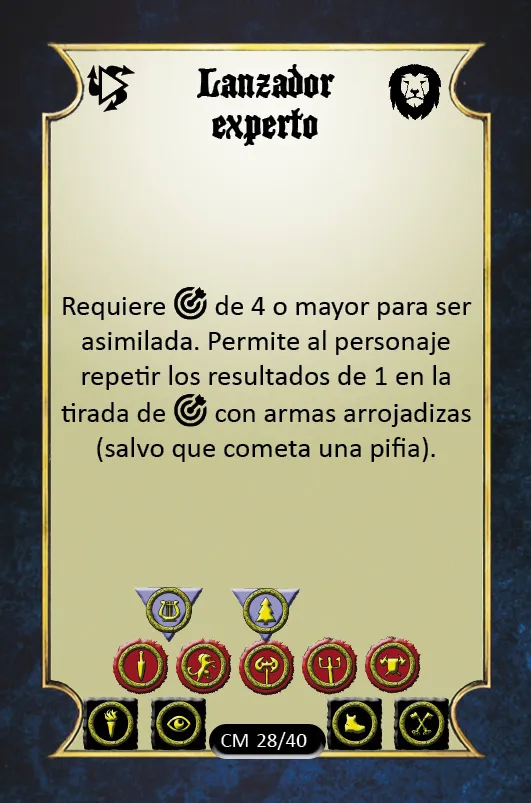 Lanzador
experto
Requiere de 4 o mayor para ser
asimilada. Permite al personaje
repetir los resultados de 1 en la
tirada de con armas arrojadizas
(salvo que cometa una pifia).
CM 28/40